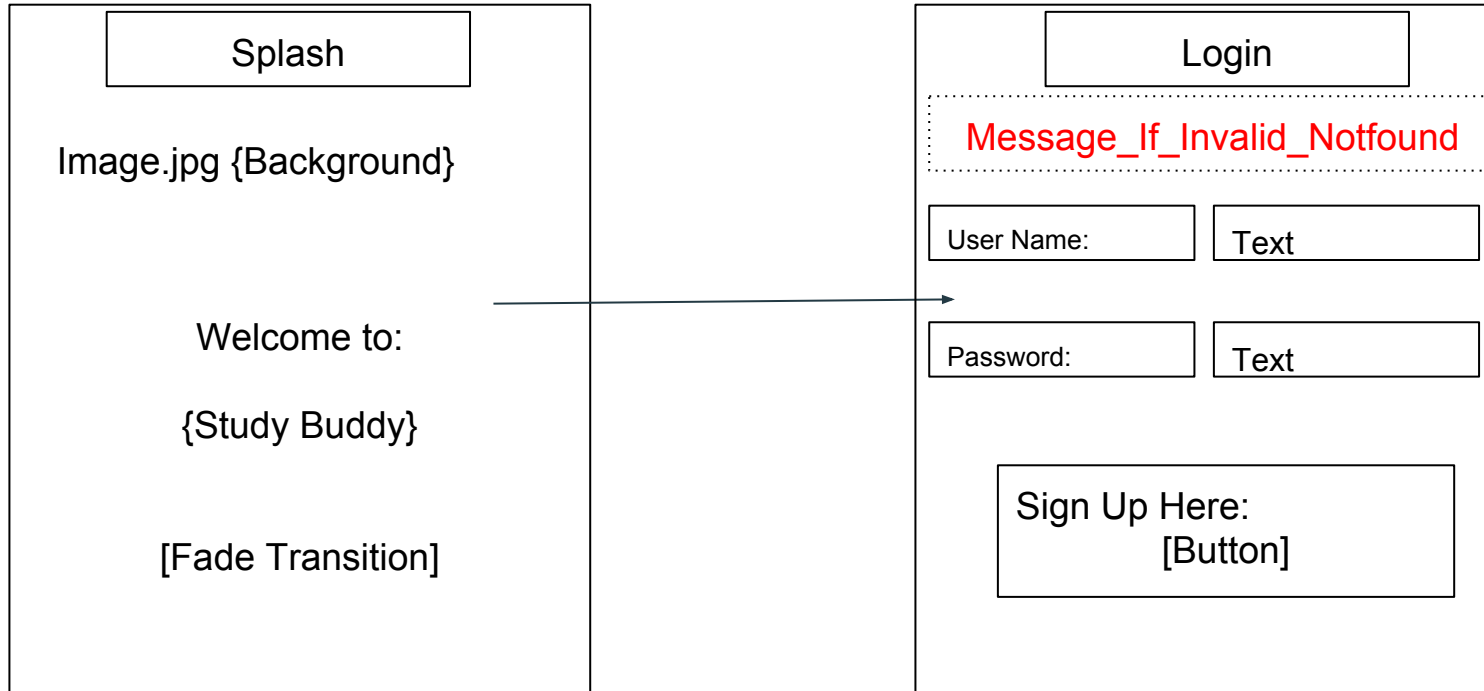 Splash
Image.jpg {Background}
Welcome to:
{Study Buddy}
[Fade Transition]
Login
Message_If_Invalid_Notfound
User Name:
Text
Password:
Text
Sign Up Here:
[Button]